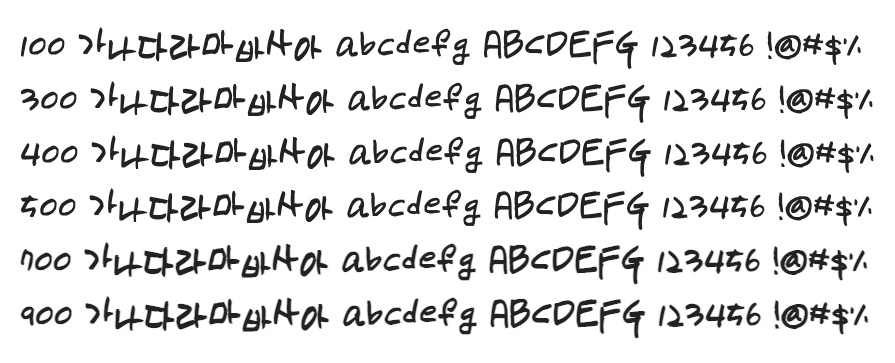 100 가나다라마바사아 abcdefg ABCDEFG 123456 !@#$%
300 가나다라마바사아 abcdefg ABCDEFG 123456 !@#$%
400 가나다라마바사아 abcdefg ABCDEFG 123456 !@#$%
500 가나다라마바사아 abcdefg ABCDEFG 123456 !@#$%
700 가나다라마바사아 abcdefg ABCDEFG 123456 !@#$%
900 가나다라마바사아 abcdefg ABCDEFG 123456 !@#$%